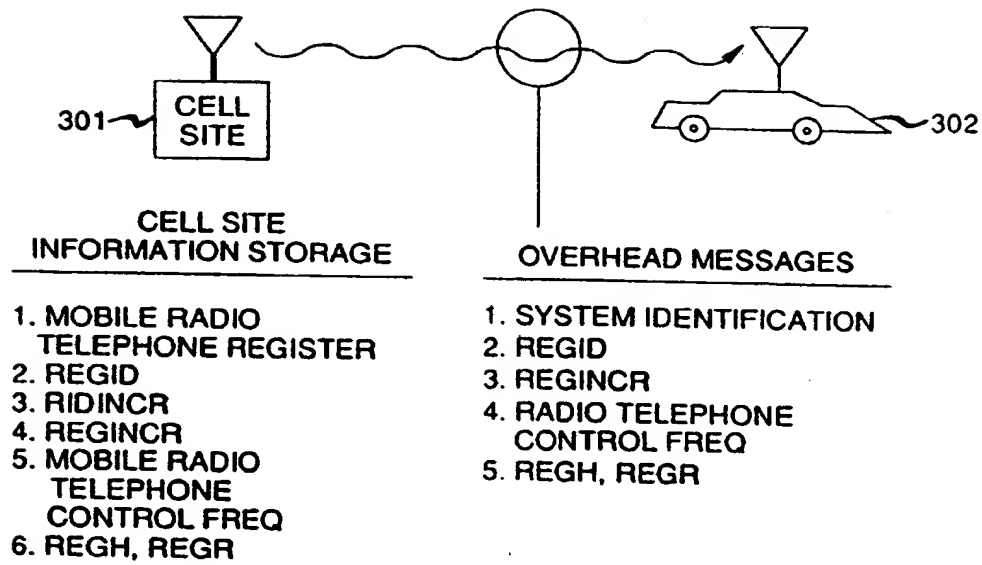 CELL
SITE
301
302
CELL SITE
INFORMATION STORAGE
1. MOBILE RADIO
TELEPHONE REGISTER
2. REGID
3. RIDINCR
4. REGINCR
5. MOBILE RADIO
TELEPHONE
CONTROL FREQ
6. REGH, REGR
OVERHEAD MESSAGES
1. SYSTEM IDENTIFICATION
2. REGID
3. REGINCR
4. RADIO TELEPHONE
CONTROL FREQ
5. REGH, REGR